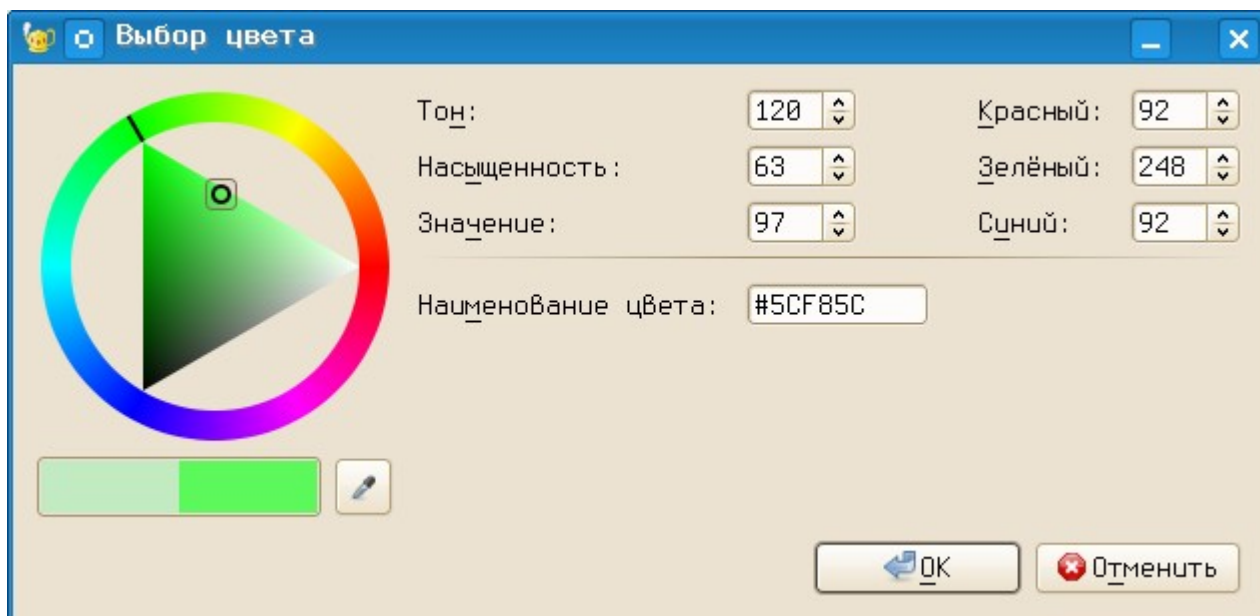 Выбор цвета
Тон: 120 Красный: 92
Насыщенность: 63 Зелёный: 248
Значение: 97 Синий: 92
Наименование цвета: #5CF85C
OK Отменить